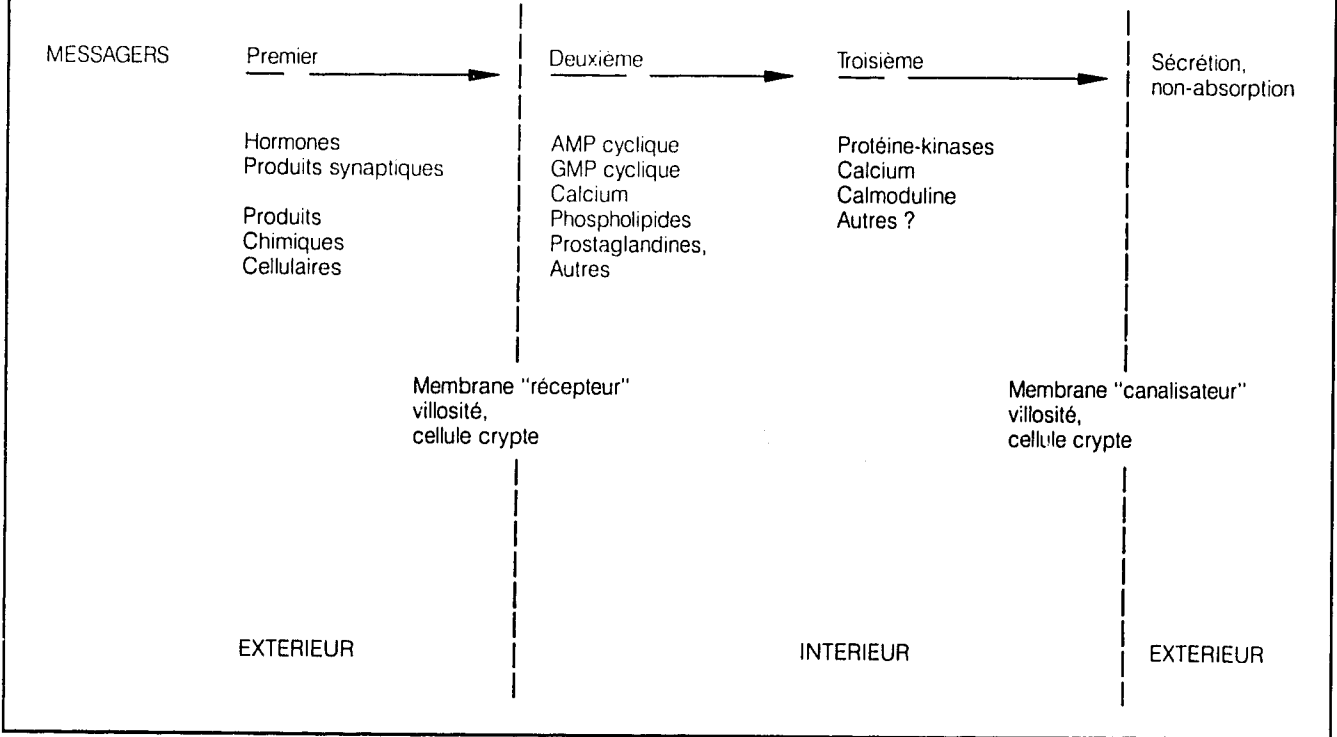 MESSAGERS
Premier
Hormones
Produits synaptiques
Produits
Chimiques
Cellulaires
Deuxième
AMP cyclique
GMP cyclique
Calcium
Phospholipides
Prostaglandines,
Autres
Troisième
Protéine-kinases
Calcium
Calmoduline
Autres ?
Sécrétion,
non-absorption
Membrane "récepteur"
villosité,
cellule crypte
Membrane "canalisateur"
villosité,
cellule crypte
EXTERIEUR
INTERIEUR
EXTERIEUR